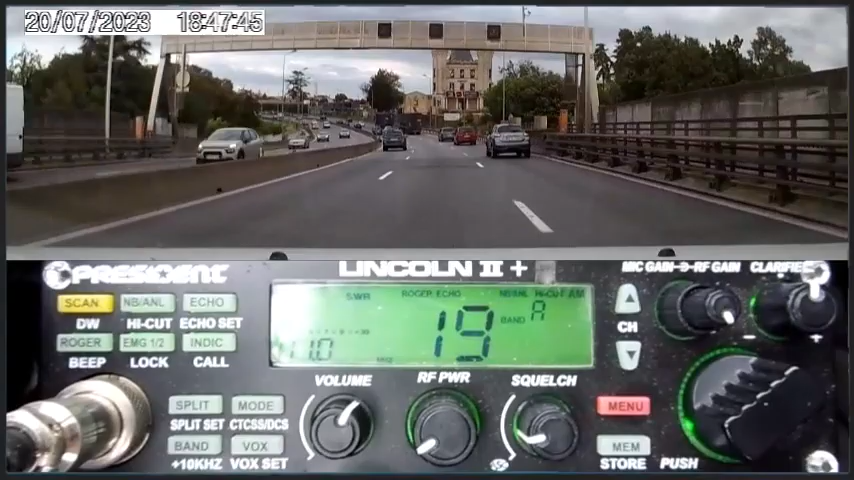 20/07/2023 18:47:45
PRESIDENT LINCOLN II + MIC GAIN RF GAIN CLARIFIER
SCAN NB/ANL ECHO
DW HI-CUT ECHO SET
ROGER EMG 1/2 INDIC
BEEP LOCK CALL
SWR ROGER ECHO NB/ANL HI-CUT AM
19 BAND A
CH
- +
VOLUME RF PWR SQUELCH
SPLIT MODE
SPLIT SET CTCSS/DCS
BAND VOX
+10KHZ VOX SET
MENU
MEM
STORE PUSH